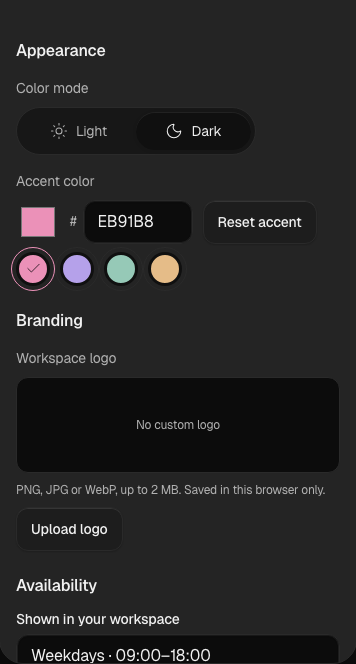 Appearance
Color mode
Light Dark
Accent color
# EB91B8 Reset accent
Branding
Workspace logo
No custom logo
PNG, JPG or WebP, up to 2 MB. Saved in this browser only.
Upload logo
Availability
Shown in your workspace
Weekdays · 09:00–18:00